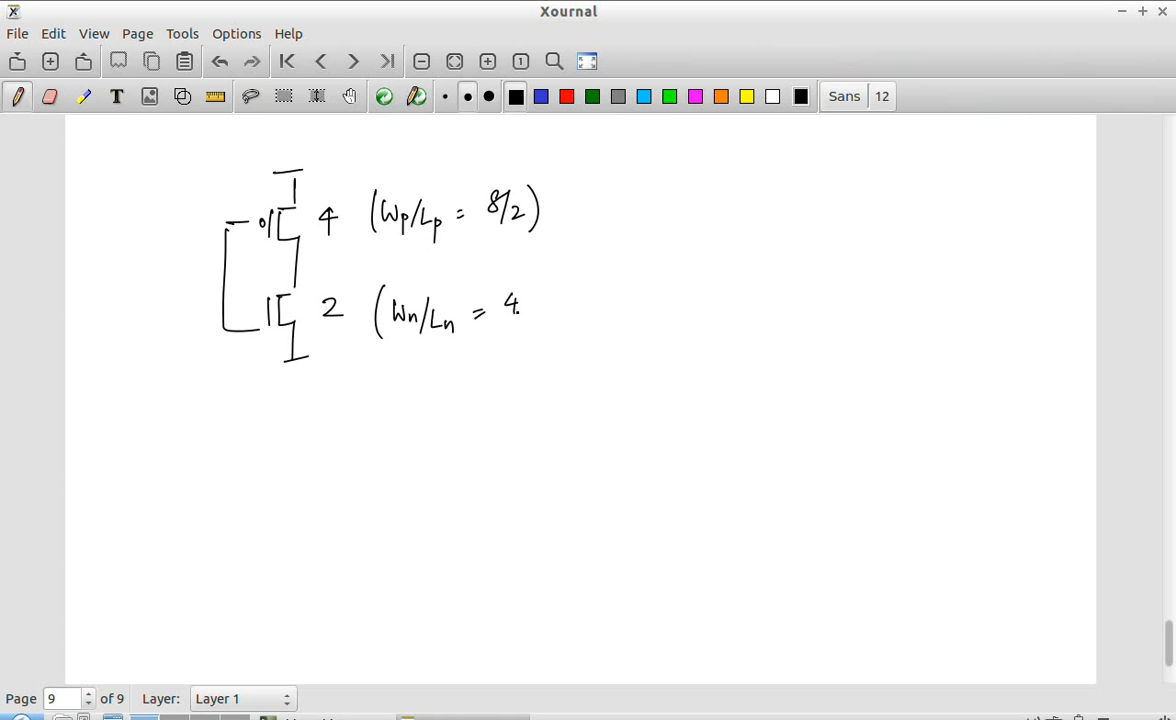 Xournal
File Edit View Page Tools Options Help
Sans 12
4 (Wp/Lp = 8/2)
2 (Wn/Ln = 4
Page 9 of 9 Layer: Layer 1